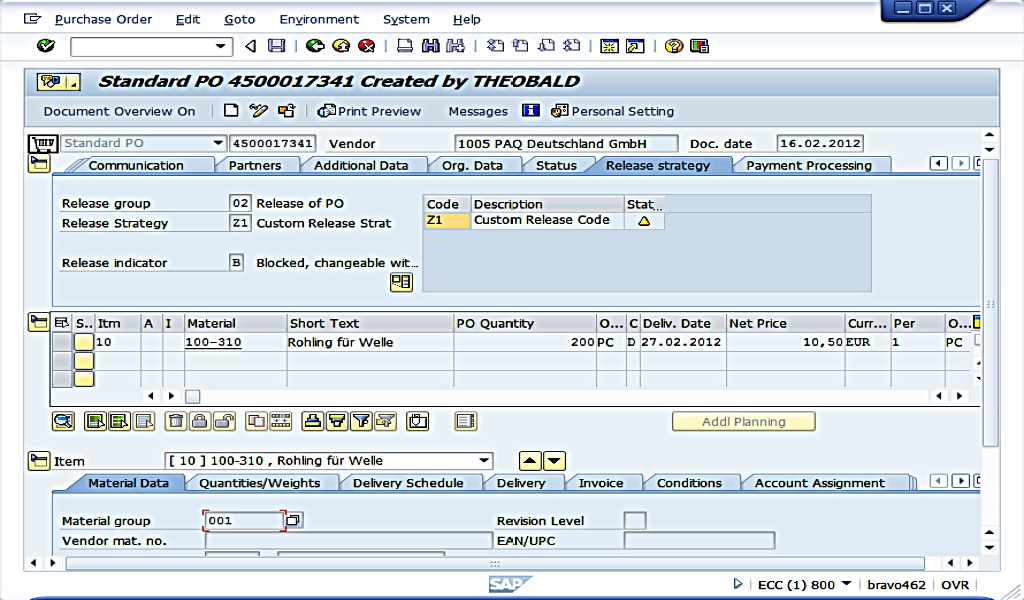 Purchase Order Edit Goto Environment System Help
Standard PO 4500017341 Created by THEOBALD
Document Overview On Print Preview Messages Personal Setting
Standard PO 4500017341 Vendor 1005 PAQ Deutschland GmbH Doc. date 16.02.2012
Communication Partners Additional Data Org. Data Status Release strategy Payment Processing
Release group 02 Release of PO Code Description Stat...
Release Strategy Z1 Custom Release Strat Z1 Custom Release Code
Release indicator B Blocked, changeable wit...
S.. Itm A I Material Short Text PO Quantity O... C Deliv. Date Net Price Curr... Per O...
10 100-310 Rohling für Welle 200 PC D 27.02.2012 10,50 EUR 1 PC
Addl Planning
Item [ 10 ] 100-310 , Rohling für Welle
Material Data Quantities/Weights Delivery Schedule Delivery Invoice Conditions Account Assignment
Material group 001 Revision Level
Vendor mat. no. EAN/UPC
SAP ECC (1) 800 bravo462 OVR